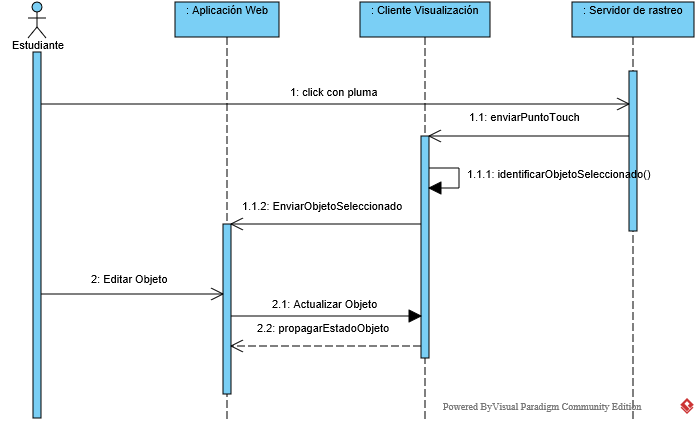 : Aplicación Web
: Cliente Visualización
: Servidor de rastreo
Estudiante
1: click con pluma
1.1: enviarPuntoTouch
1.1.1: identificarObjetoSeleccionado()
1.1.2: EnviarObjetoSeleccionado
2: Editar Objeto
2.1: Actualizar Objeto
2.2: propagarEstadoObjeto
Powered ByVisual Paradigm Community Edition